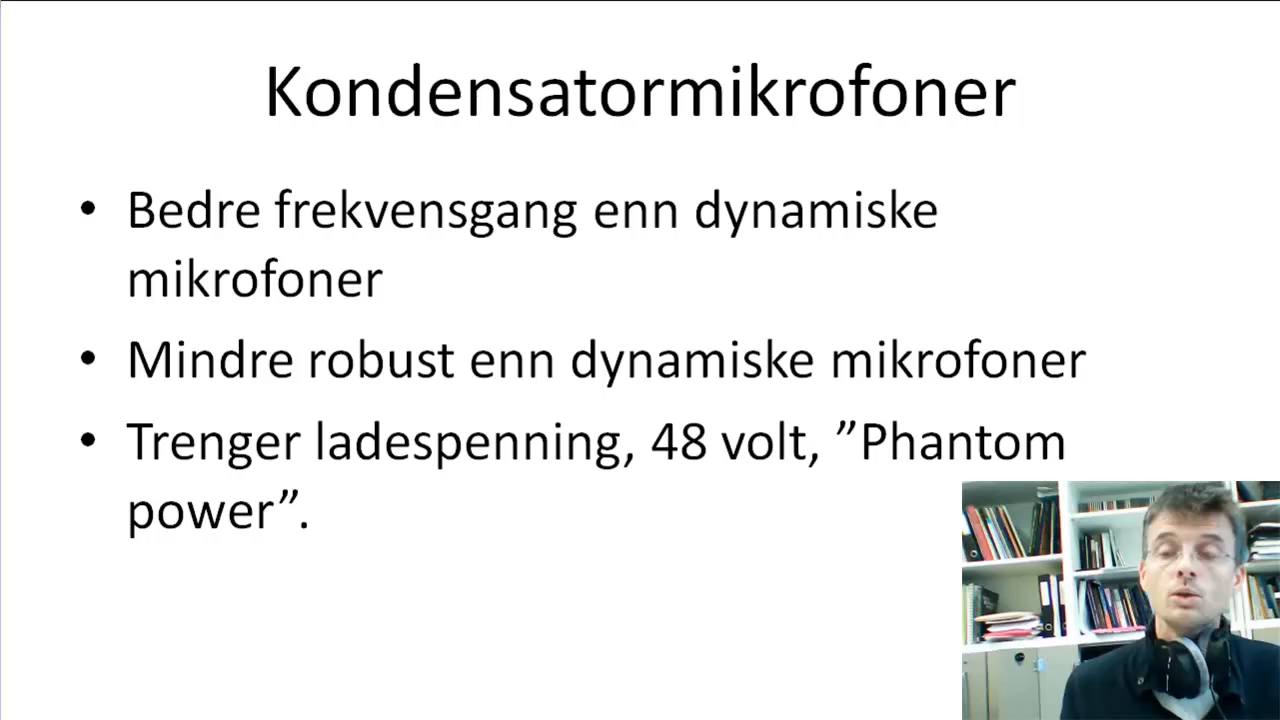 Kondensatormikrofoner
• Bedre frekvensgang enn dynamiske
mikrofoner
• Mindre robust enn dynamiske mikrofoner
• Trenger ladespenning, 48 volt, ”Phantom
power”.